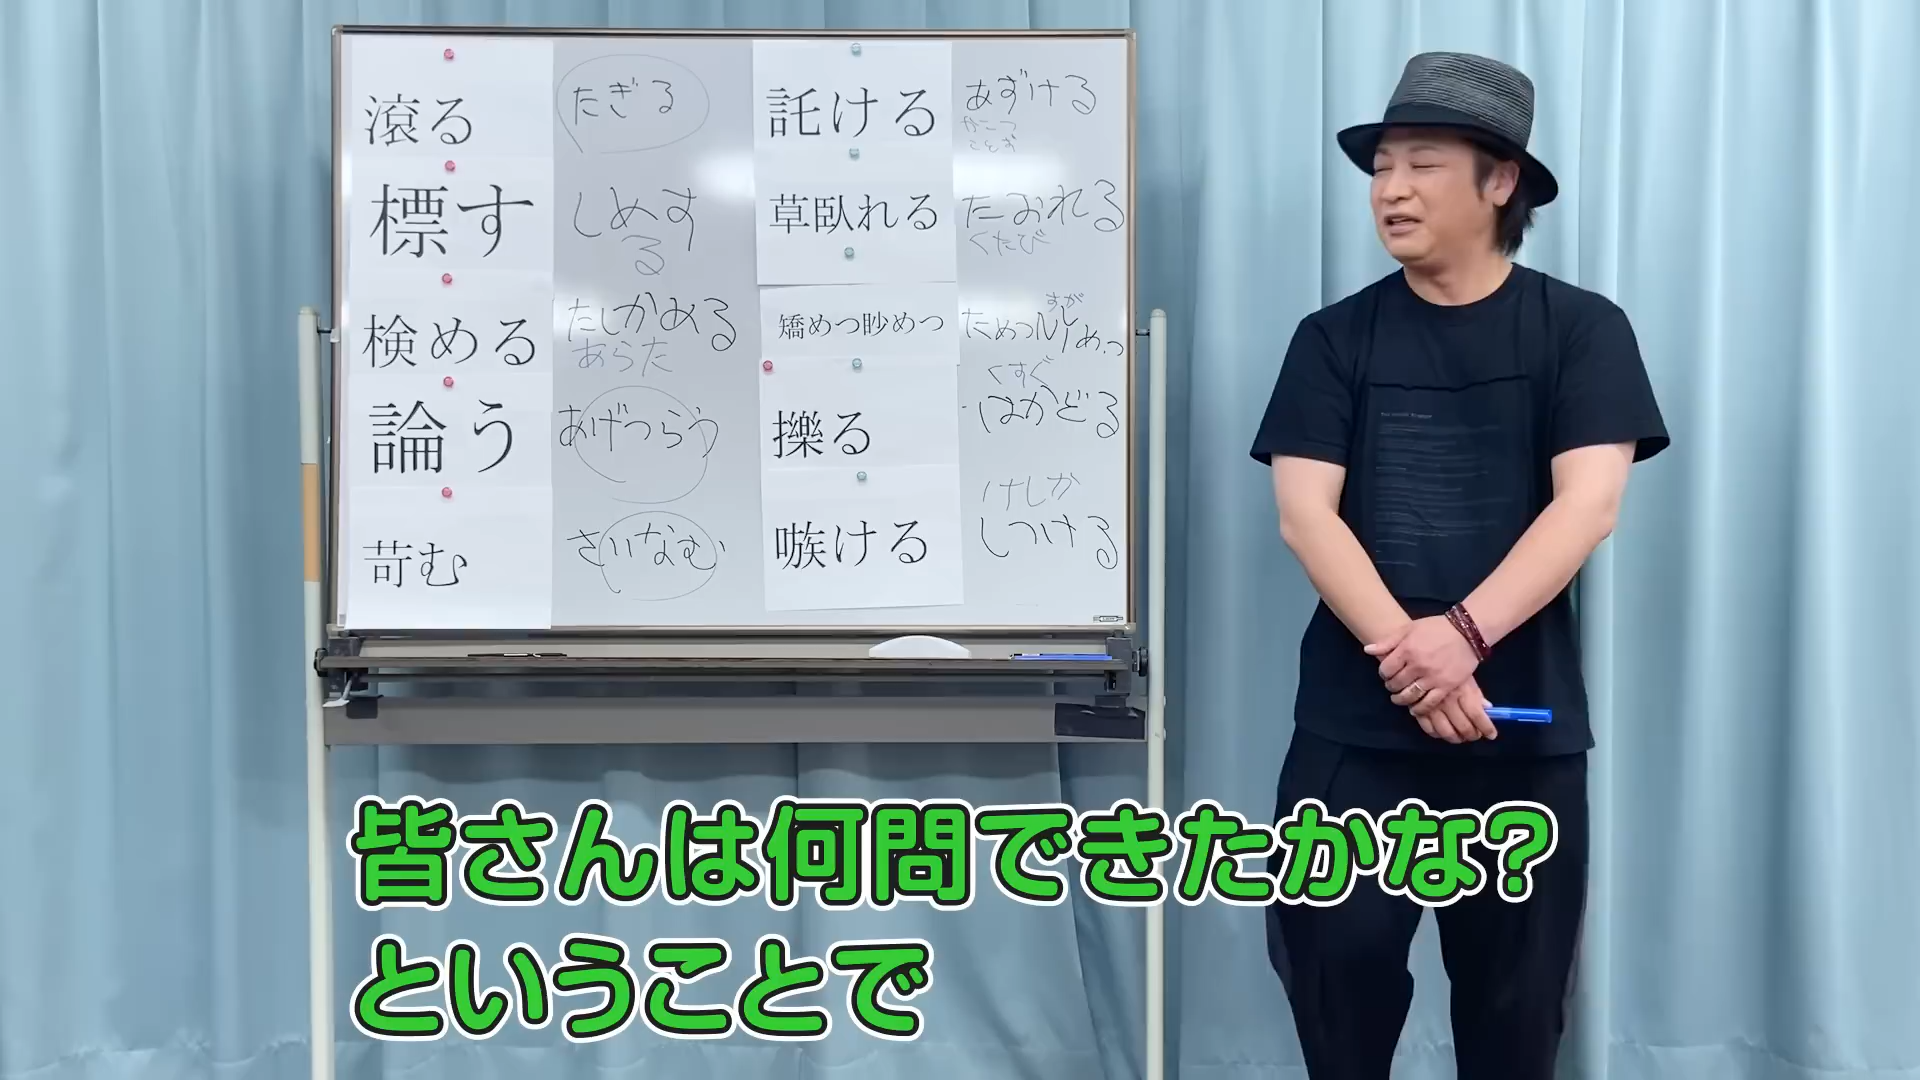 滾る
たぎる
標す
しめす
る
検める
たしかめる
あらた
論う
あげつらう
苛む
さいなむ
託ける
あずける
かこつ
ことず
草臥れる
たおれる
くたび
矯めつ眇めつ
すが
くすぐ
擽る
はかどる
けしか
嗾ける
しつける
皆さんは何問できたかな?
ということで